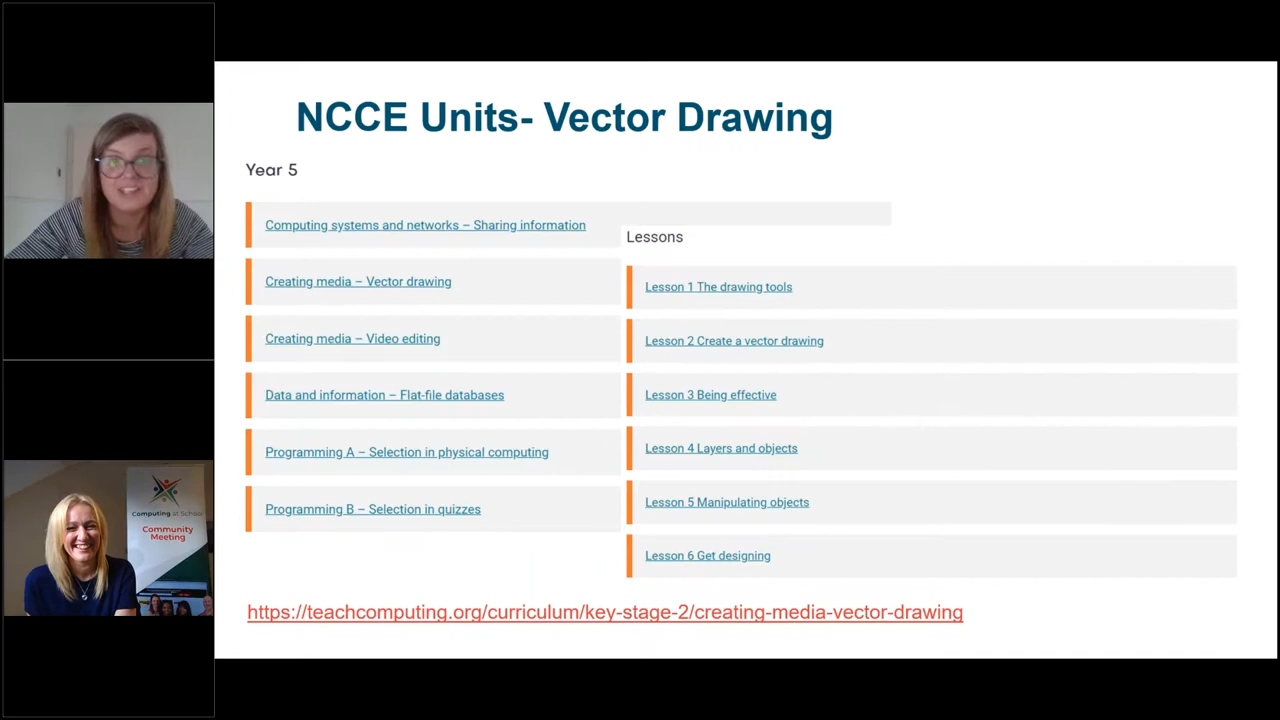 NCCE Units- Vector Drawing
Year 5
Computing systems and networks – Sharing information
Creating media – Vector drawing
Creating media – Video editing
Data and information – Flat-file databases
Programming A – Selection in physical computing
Programming B – Selection in quizzes
Lessons
Lesson 1 The drawing tools
Lesson 2 Create a vector drawing
Lesson 3 Being effective
Lesson 4 Layers and objects
Lesson 5 Manipulating objects
Lesson 6 Get designing
https://teachcomputing.org/curriculum/key-stage-2/creating-media-vector-drawing
Computing at School
Community
Meeting